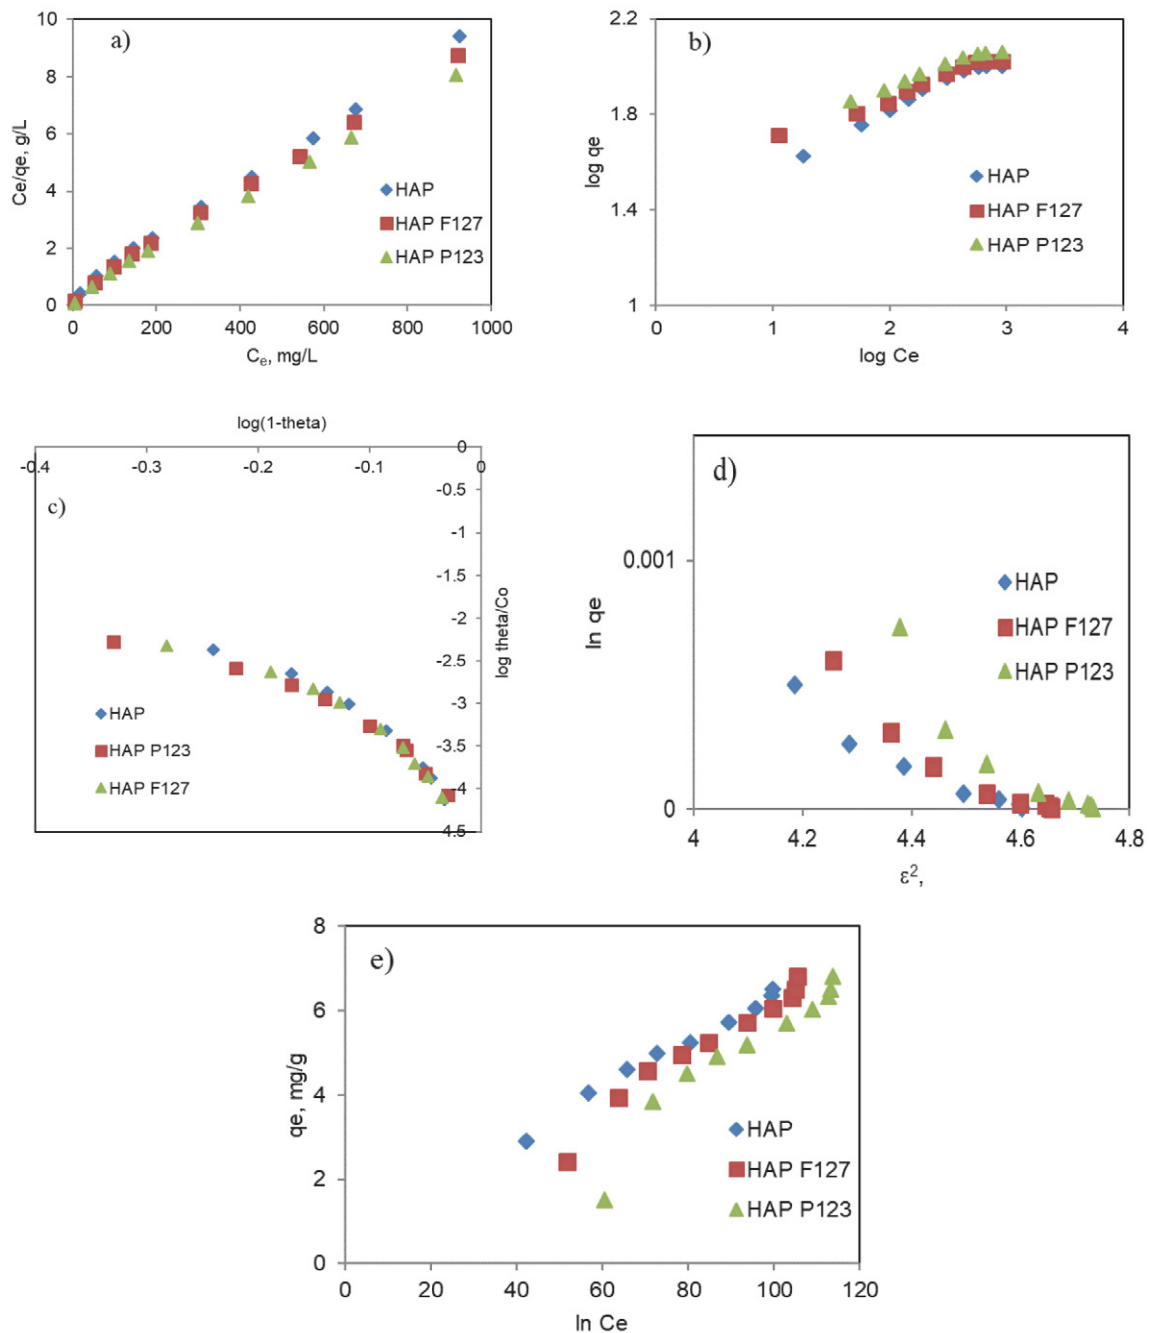 a)
Ce/qe, g/L
10
8
6
4
2
0
0 200 400 600 800 1000
Ce, mg/L
HAP
HAP F127
HAP P123
b)
log qe
2.2
1.8
1.4
1
0 1 2 3 4
log Ce
HAP
HAP F127
HAP P123
log(1-theta)
-0.4 -0.3 -0.2 -0.1 0
c)
0
-0.5
-1
-1.5
-2
-2.5
-3
-3.5
-4
-4.5
log theta/Co
HAP
HAP P123
HAP F127
d)
ln qe
0.001
0
4 4.2 4.4 4.6 4.8
ε²,
HAP
HAP F127
HAP P123
e)
qe, mg/g
8
6
4
2
0
0 20 40 60 80 100 120
ln Ce
HAP
HAP F127
HAP P123